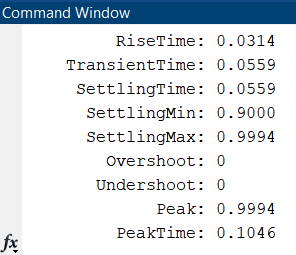 Command Window
RiseTime: 0.0314
TransientTime: 0.0559
SettlingTime: 0.0559
SettlingMin: 0.9000
SettlingMax: 0.9994
Overshoot: 0
Undershoot: 0
Peak: 0.9994
PeakTime: 0.1046
fx